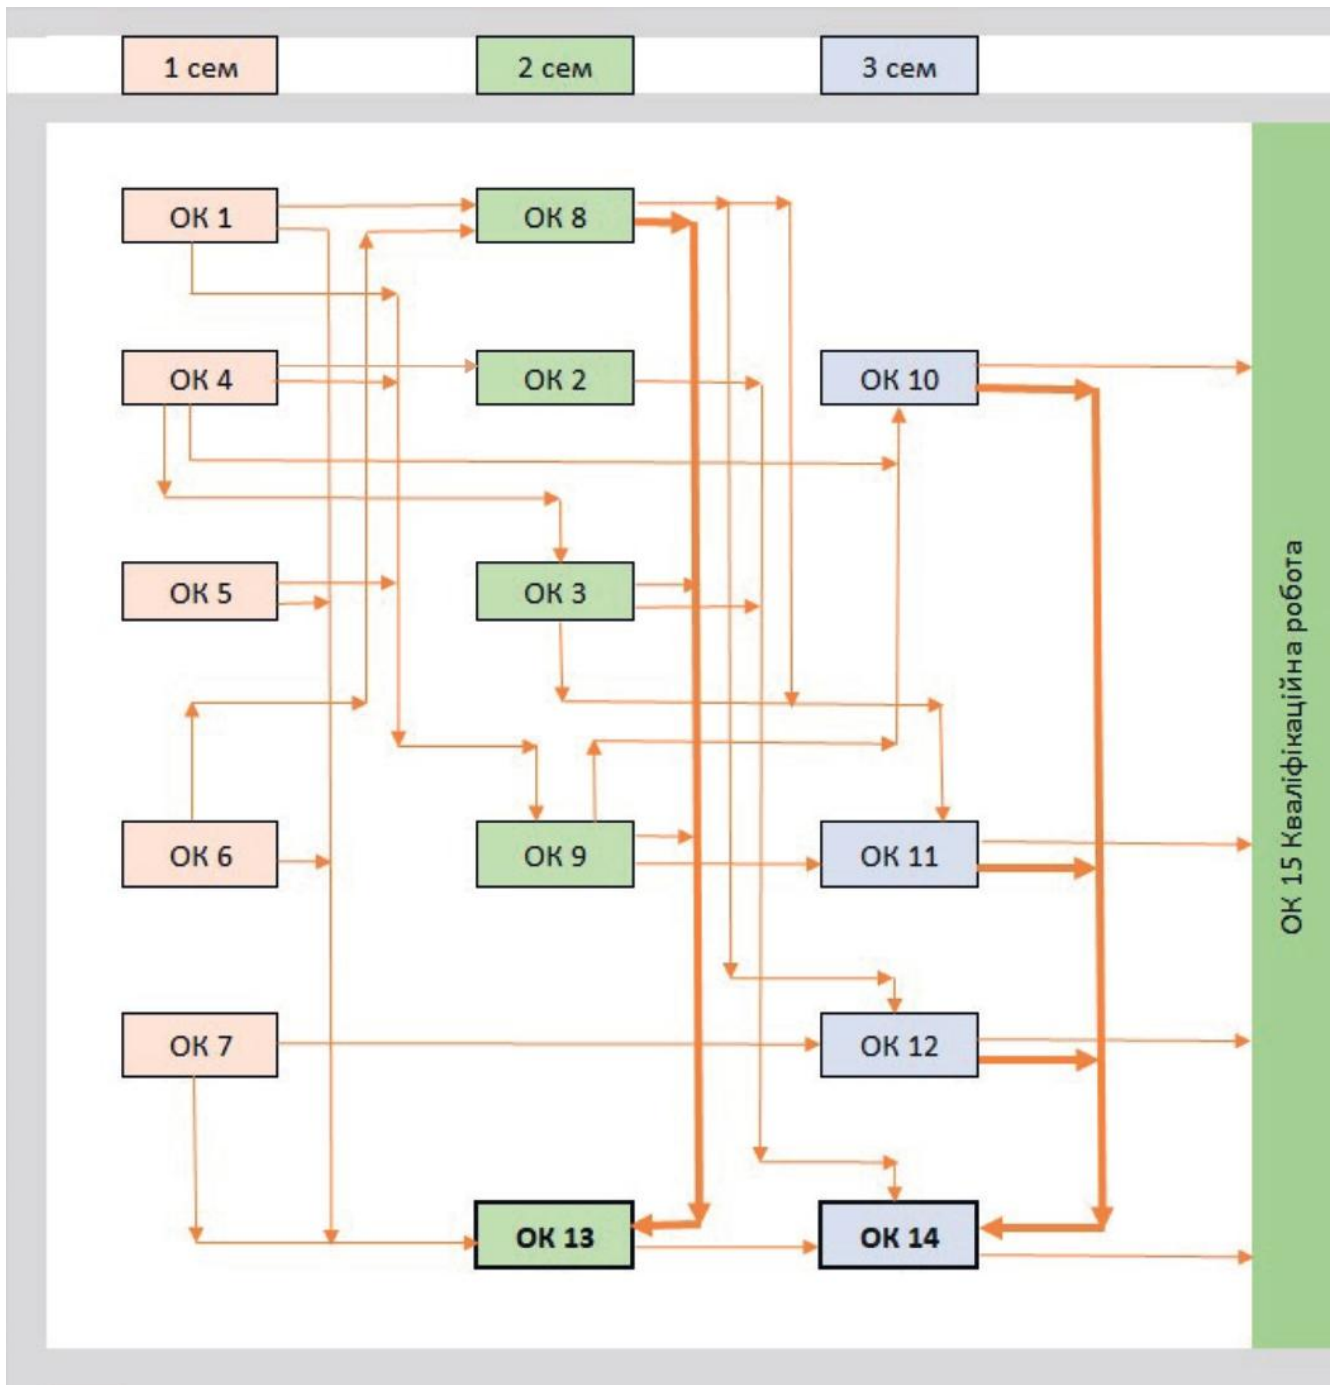 1 сем
2 сем
3 сем
ОК 1
ОК 8
ОК 4
ОК 2
ОК 10
ОК 5
ОК 3
ОК 6
ОК 9
ОК 11
ОК 7
ОК 12
ОК 13
ОК 14
ОК 15 Кваліфікаційна робота